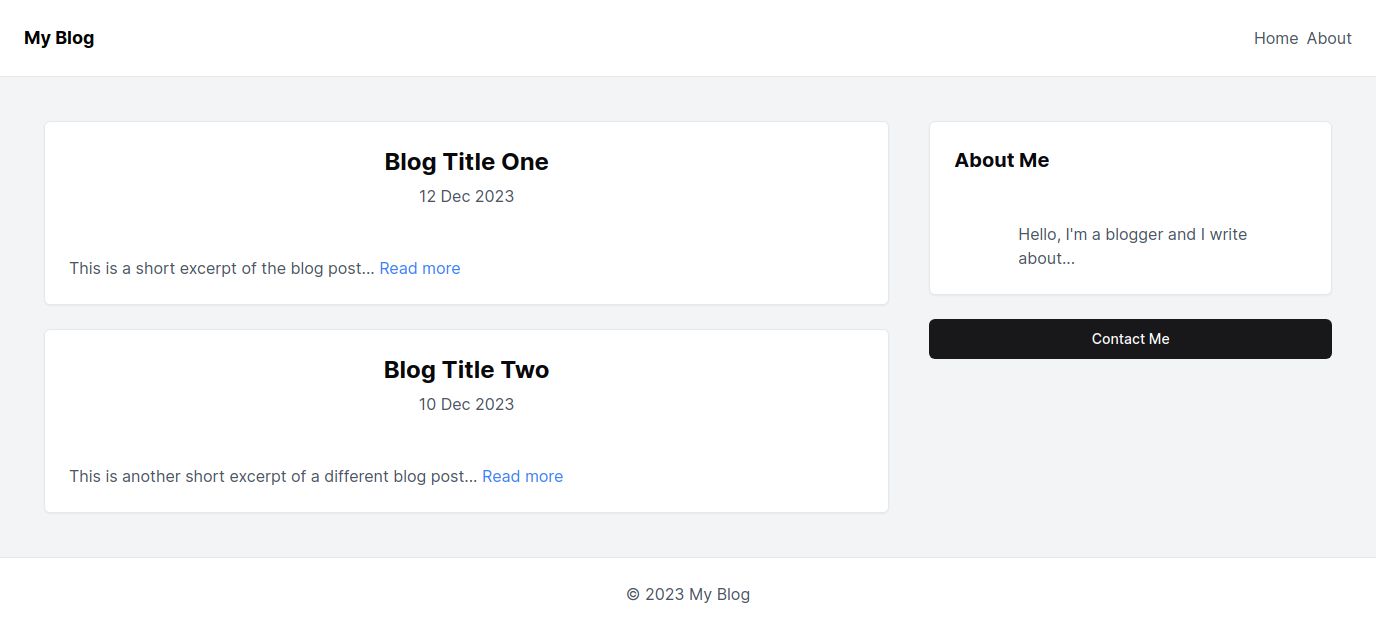 My Blog
Home About
Blog Title One
12 Dec 2023
This is a short excerpt of the blog post... Read more
Blog Title Two
10 Dec 2023
This is another short excerpt of a different blog post... Read more
About Me
Hello, I'm a blogger and I write
about...
Contact Me
© 2023 My Blog